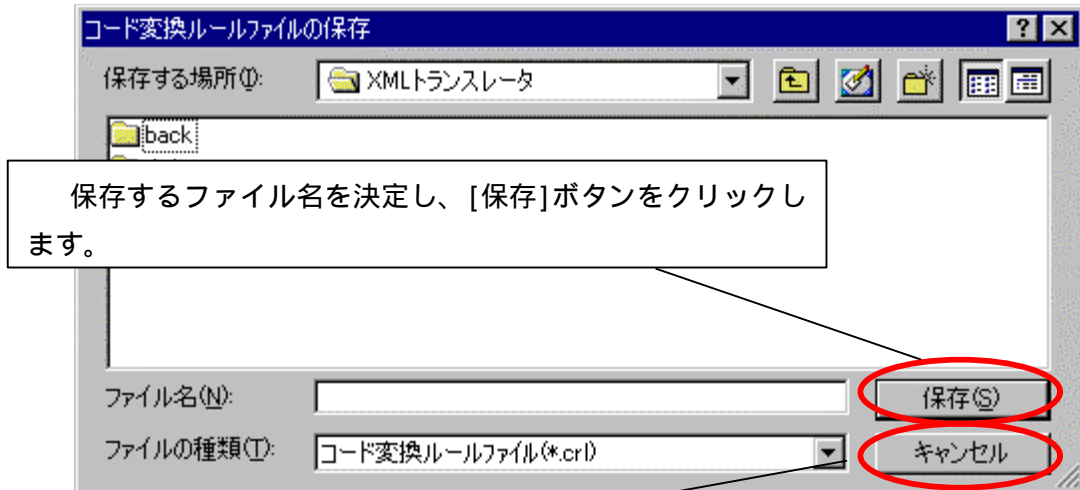 コード変換ルールファイルの保存
保存する場所(I):
XMLトランスレータ
back
保存するファイル名を決定し、[保存]ボタンをクリックし
ます。
ファイル名(N):
保存(S)
ファイルの種類(T):
コード変換ルールファイル(*.crl)
キャンセル